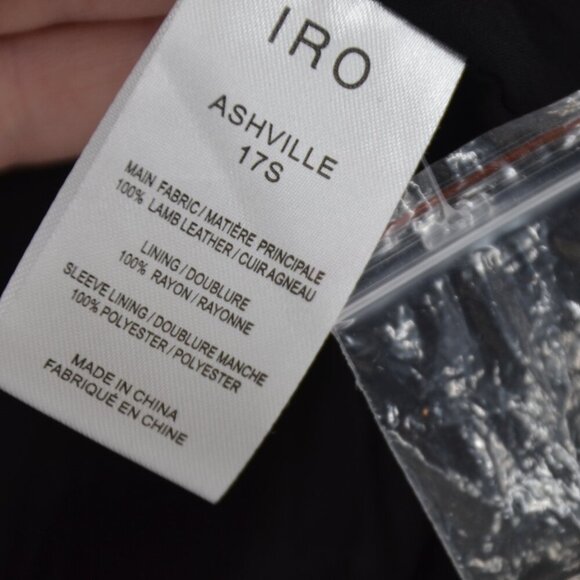 IRO
ASHVILLE
17S
MAIN FABRIC / MATIÈRE PRINCIPALE
100% LAMB LEATHER / CUIR AGNEAU
LINING / DOUBLURE
100% RAYON / RAYONNE
SLEEVE LINING / DOUBLURE MANCHE
100% POLYESTER / POLYESTER
MADE IN CHINA
FABRIQUÉ EN CHINE